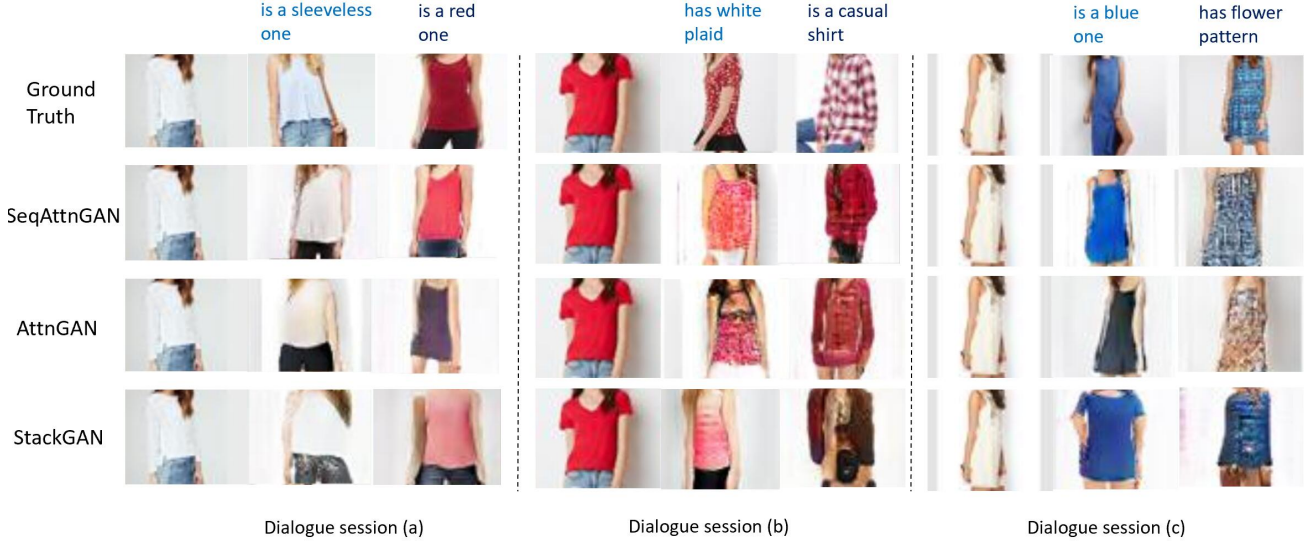 is a sleeveless
one
is a red
one
has white
plaid
is a casual
shirt
is a blue
one
has flower
pattern
Ground
Truth
SeqAttnGAN
AttnGAN
StackGAN
Dialogue session (a)
Dialogue session (b)
Dialogue session (c)